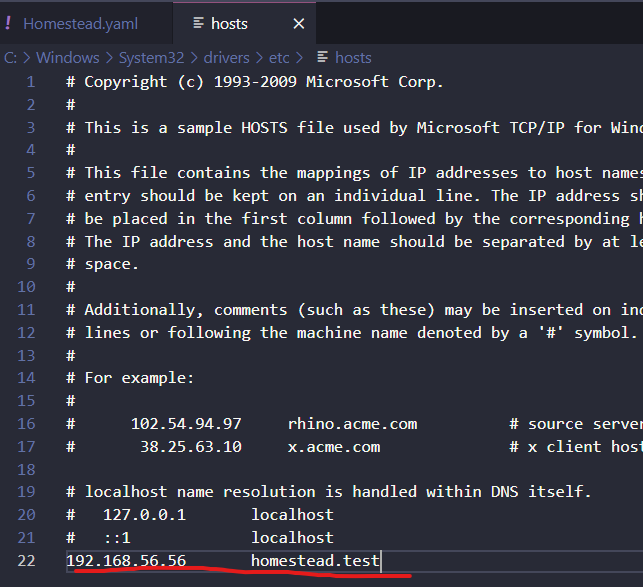 ! Homestead.yaml
hosts ×
C: > Windows > System32 > drivers > etc > hosts
1 # Copyright (c) 1993-2009 Microsoft Corp.
2 #
3 # This is a sample HOSTS file used by Microsoft TCP/IP for Wind
4 #
5 # This file contains the mappings of IP addresses to host names
6 # entry should be kept on an individual line. The IP address sh
7 # be placed in the first column followed by the corresponding h
8 # The IP address and the host name should be separated by at le
9 # space.
10 #
11 # Additionally, comments (such as these) may be inserted on ind
12 # lines or following the machine name denoted by a '#' symbol.
13 #
14 # For example:
15 #
16 # 102.54.94.97 rhino.acme.com # source server
17 # 38.25.63.10 x.acme.com # x client host
18
19 # localhost name resolution is handled within DNS itself.
20 # 127.0.0.1 localhost
21 # ::1 localhost
22 192.168.56.56 homestead.test